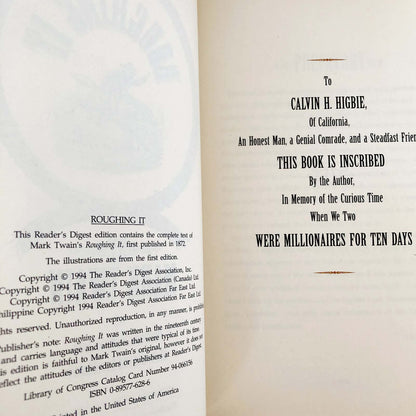 ROUGHING IT
This Reader's Digest edition contains the complete text of
Mark Twain's Roughing It, first published in 1872.
The illustrations are from the first edition.
Copyright © 1994 The Reader's Digest Association, Inc.
Copyright © 1994 The Reader's Digest Association (Canada) Ltd.
Copyright © 1994 Reader's Digest Association Far East Ltd.
Philippine Copyright 1994 Reader's Digest Association Far East Ltd.
rights reserved. Unauthorized reproduction, in any manner, is prohibited.
Publisher's note: Roughing It was written in the nineteenth century
and carries language and attitudes that were typical of its time.
is edition is faithful to Mark Twain's original, however it does not
reflect the attitudes of the editors or publishers at Reader's Digest.
Library of Congress Catalog Card Number 94-066156
ISBN 0-89577-628-6
Printed in the United States of America
To
CALVIN H. HIGBIE,
Of California,
An Honest Man, a Genial Comrade, and a Steadfast Frien
THIS BOOK IS INSCRIBED
By the Author,
In Memory of the Curious Time
When We Two
WERE MILLIONAIRES FOR TEN DAYS